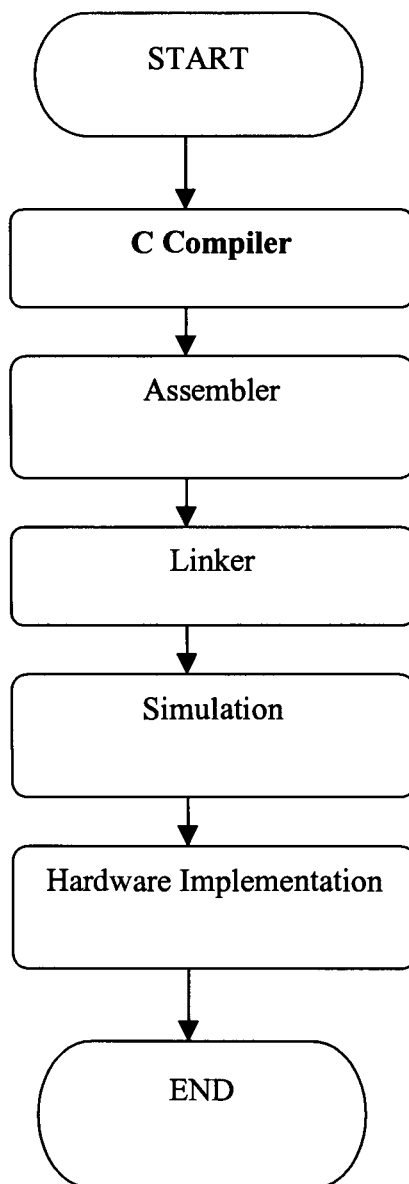 START
C Compiler
Assembler
Linker
Simulation
Hardware Implementation
END